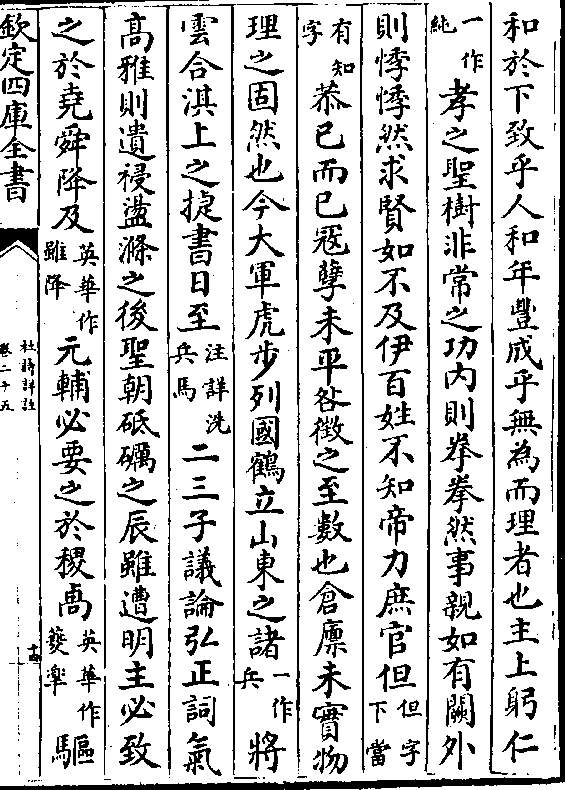 和於下致乎人和年豐成乎無為而理者也主上躬仁
一作純孝之聖樹非常之功内則拳拳然事親如有闕外
則悸悸然求賢如不及伊百姓不知帝力庶官但但字下當
有知字恭已而已冦孽未平咎徴之至數也倉廩未實物
理之固然也今大軍虎步列國鶴立山東之諸一作兵將
雲合淇上之捷書日至注詳洗兵馬二三子議論弘正詞氣
髙雅則遺祲盪滌之後聖朝砥礪之辰雖遭明主必致
之於堯舜降及英華作雖降元輔必要之於稷卨英華作夔臯驅
欽定四庫全書
杜詩詳註
卷二十五